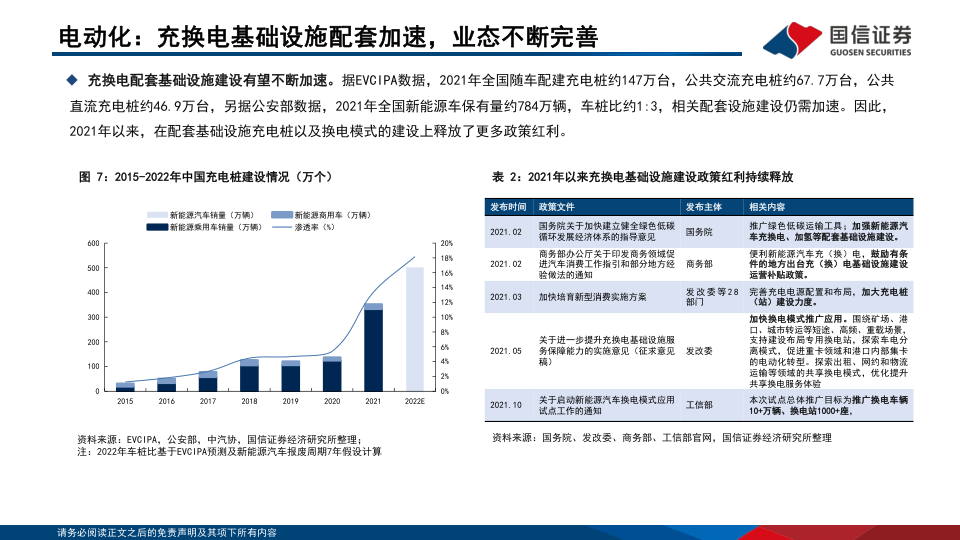 电动化：充换电基础设施配套加速，业态不断完善
国信证券
GUOSEN SECURITIES
◆ 充换电配套基础设施建设有望不断加速。据EVCIPA数据，2021年全国随车配建充电桩约147万台，公共交流充电桩约67.7万台，公共
直流充电桩约46.9万台，另据公安部数据，2021年全国新能源车保有量约784万辆，车桩比约1:3，相关配套设施建设仍需加速。因此，
2021年以来，在配套基础设施充电桩以及换电模式的建设上释放了更多政策红利。
图 7：2015-2022年中国充电桩建设情况（万个）
新能源汽车销量（万辆） 新能源商用车（万辆）
新能源乘用车销量（万辆） 渗透率（%）
600 20%
18%
500 16%
14%
400 12%
300 10%
8%
200 6%
100 4%
2%
0 0%
2015 2016 2017 2018 2019 2020 2021 2022E
资料来源：EVCIPA，公安部，中汽协，国信证券经济研究所整理；
注：2022年车桩比基于EVCIPA预测及新能源汽车报废周期7年假设计算
表 2：2021年以来充换电基础设施建设政策红利持续释放
发布时间 政策文件 发布主体 相关内容
2021.02 国务院关于加快建立健全绿色低碳循环发展经济体系的指导意见 国务院 推广绿色低碳运输工具；加强新能源汽车充换电、加氢等配套基础设施建设。
2021.02 商务部办公厅关于印发商务领域促进汽车消费工作指引和部分地方经验做法的通知 商务部 便利新能源汽车充（换）电，鼓励有条件的地方出台充（换）电基础设施建设运营补贴政策。
2021.03 加快培育新型消费实施方案 发改委等28部门 完善充电电源配置和布局，加大充电桩（站）建设力度。
2021.05 关于进一步提升充换电基础设施服务保障能力的实施意见（征求意见稿） 发改委 加快换电模式推广应用。围绕矿场、港口、城市转运等短途、高频、重载场景，支持建设布局专用换电站，探索车电分离模式，促进重卡领域和港口内部集卡的电动化转型。探索出租、网约和物流运输等领域的共享换电模式，优化提升共享换电服务体验
2021.10 关于启动新能源汽车换电模式应用试点工作的通知 工信部 本次试点总体推广目标为推广换电车辆10+万辆、换电站1000+座，
资料来源：国务院、发改委、商务部、工信部官网，国信证券经济研究所整理
请务必阅读正文之后的免责声明及其项下所有内容